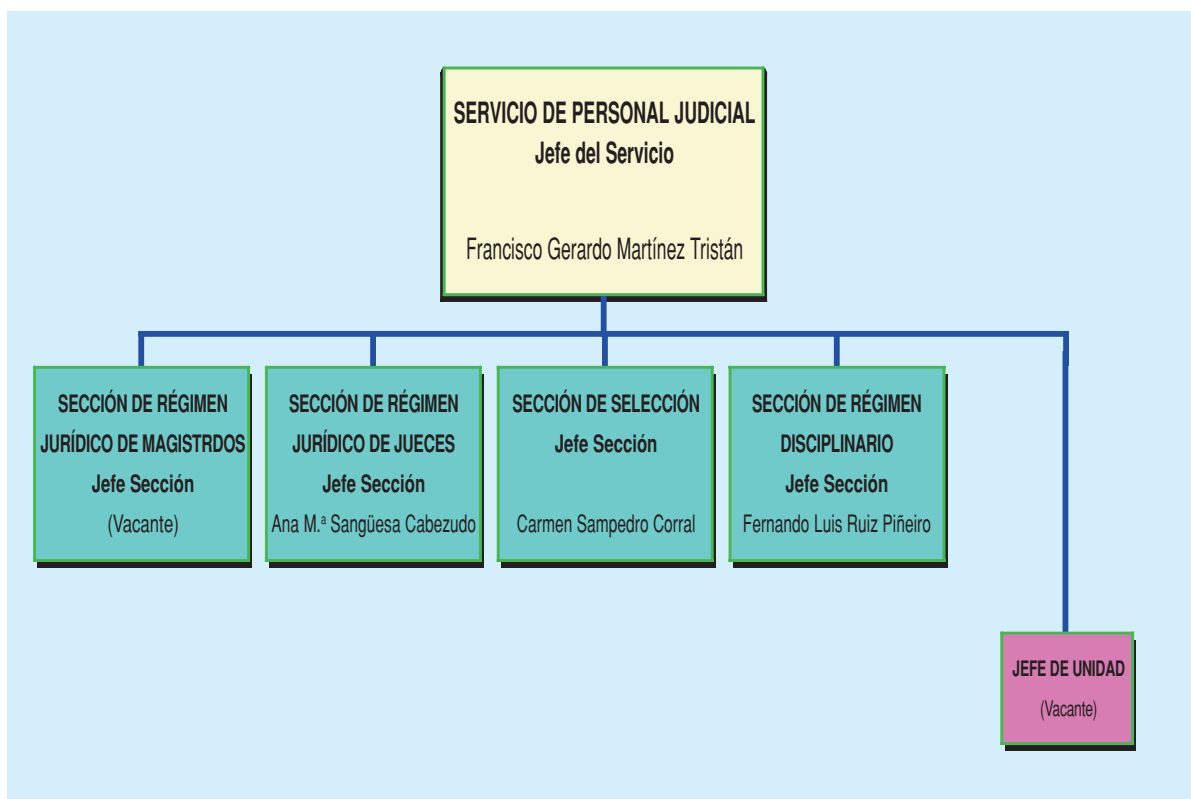 SERVICIO DE PERSONAL JUDICIAL
Jefe del Servicio
Francisco Gerardo Martínez Tristán
SECCIÓN DE RÉGIMEN
JURÍDICO DE MAGISTRDOS
Jefe Sección
(Vacante)
SECCIÓN DE RÉGIMEN
JURÍDICO DE JUECES
Jefe Sección
Ana M.ª Sangüesa Cabezudo
SECCIÓN DE SELECCIÓN
Jefe Sección
Carmen Sampedro Corral
SECCIÓN DE RÉGIMEN
DISCIPLINARIO
Jefe Sección
Fernando Luis Ruiz Piñeiro
JEFE DE UNIDAD
(Vacante)